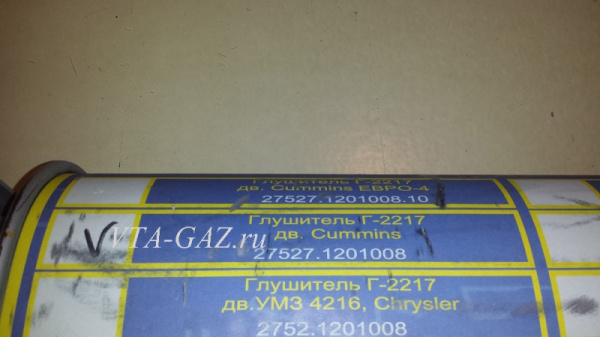 Глушитель Г-2217
дв. Cummins ЕВРО-4
27527.1201008.10
V
VTA-GAZ.ru
Глушитель Г-2217
дв. Cummins
27527.1201008
Глушитель Г-2217
дв.УМЗ 4216, Chrysler
2752.1201008